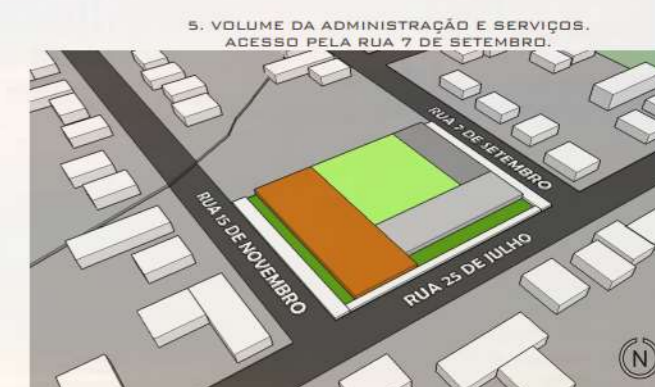 5. VOLUME DA ADMINISTRAÇÃO E SERVIÇOS.
ACESSO PELA RUA 7 DE SETEMBRO.
RUA 7 DE SETEMBRO
RUA 15 DE NOVEMBRO
RUA 25 DE JULHO
N